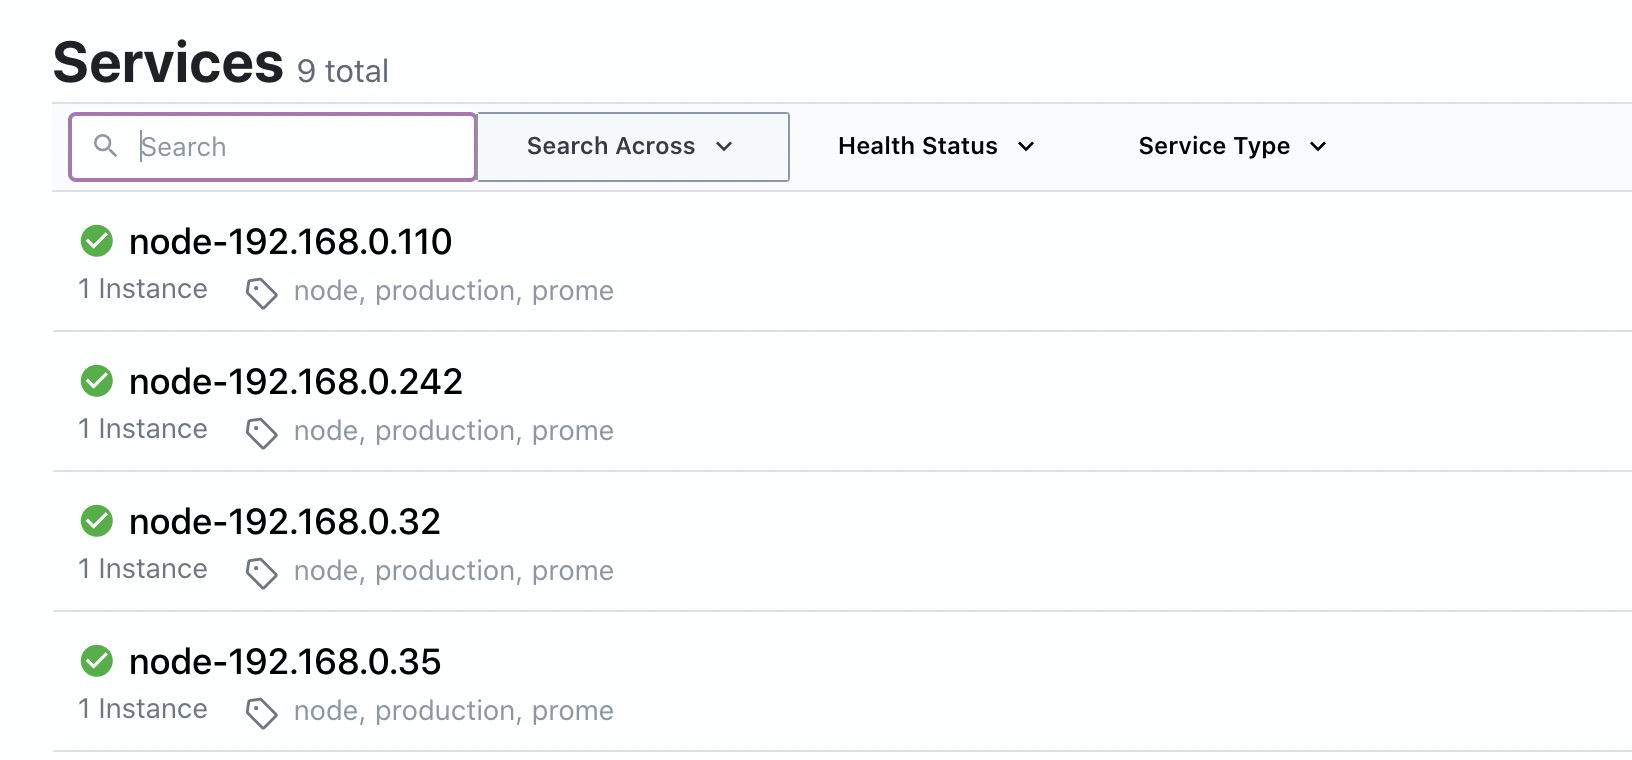 Services 9 total
Search Search Across Health Status Service Type
node-192.168.0.110
1 Instance node, production, prome
node-192.168.0.242
1 Instance node, production, prome
node-192.168.0.32
1 Instance node, production, prome
node-192.168.0.35
1 Instance node, production, prome